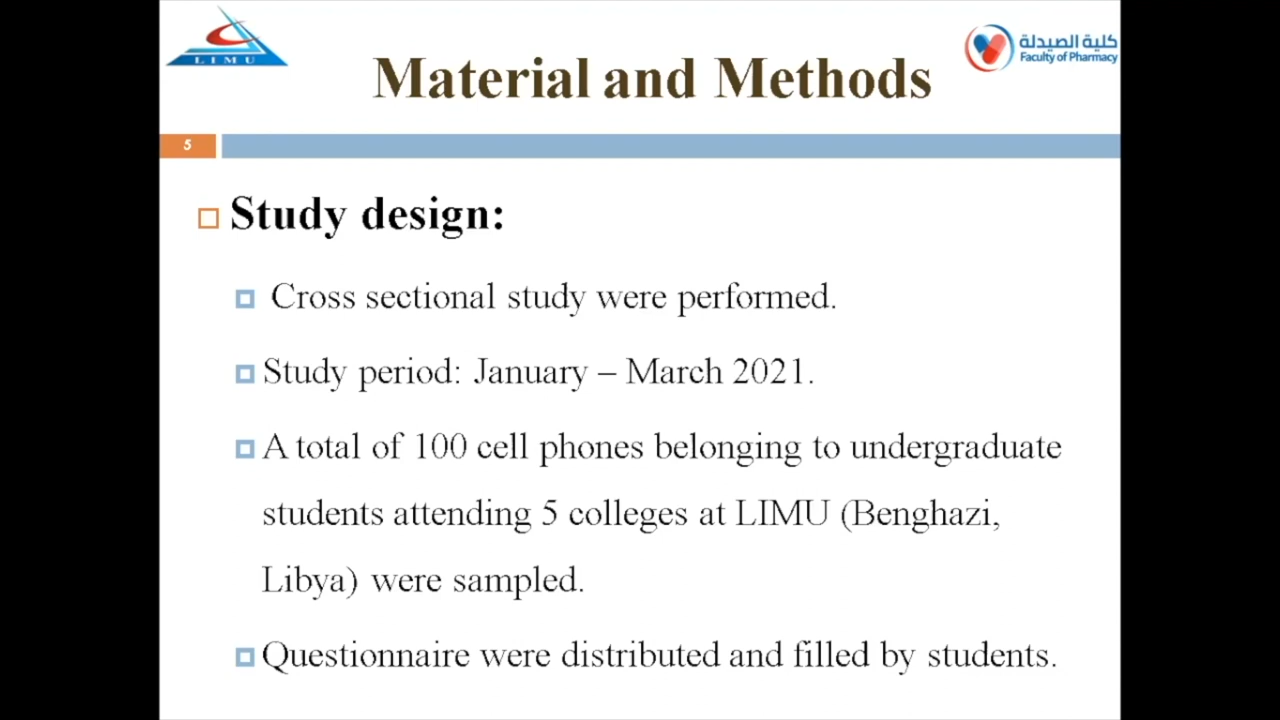 LIMU
Material and Methods
كلية الصيدلة
Faculty of Pharmacy
5
Study design:
Cross sectional study were performed.
Study period: January – March 2021.
A total of 100 cell phones belonging to undergraduate
students attending 5 colleges at LIMU (Benghazi,
Libya) were sampled.
Questionnaire were distributed and filled by students.